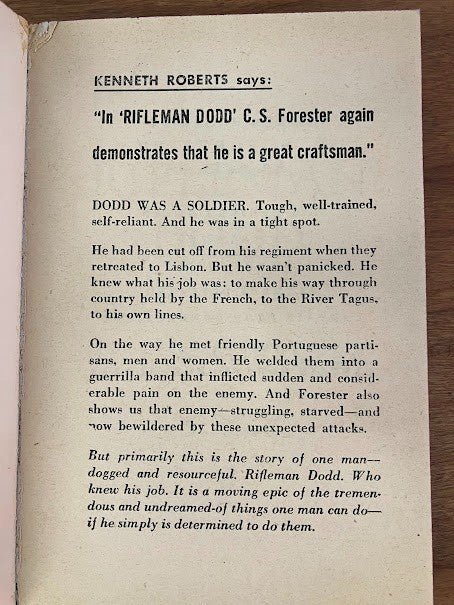 KENNETH ROBERTS says:
"In 'RIFLEMAN DODD' C. S. Forester again
demonstrates that he is a great craftsman."
DODD WAS A SOLDIER. Tough, well-trained,
self-reliant. And he was in a tight spot.
He had been cut off from his regiment when they
retreated to Lisbon. But he wasn't panicked. He
knew what his job was: to make his way through
country held by the French, to the River Tagus,
to his own lines.
On the way he met friendly Portuguese parti-
sans, men and women. He welded them into a
guerrilla band that inflicted sudden and consid-
erable pain on the enemy. And Forester also
shows us that enemy—struggling, starved—and
now bewildered by these unexpected attacks.
But primarily this is the story of one man—
dogged and resourceful. Rifleman Dodd. Who
knew his job. It is a moving epic of the tremen-
dous and undreamed-of things one man can do—
if he simply is determined to do them.